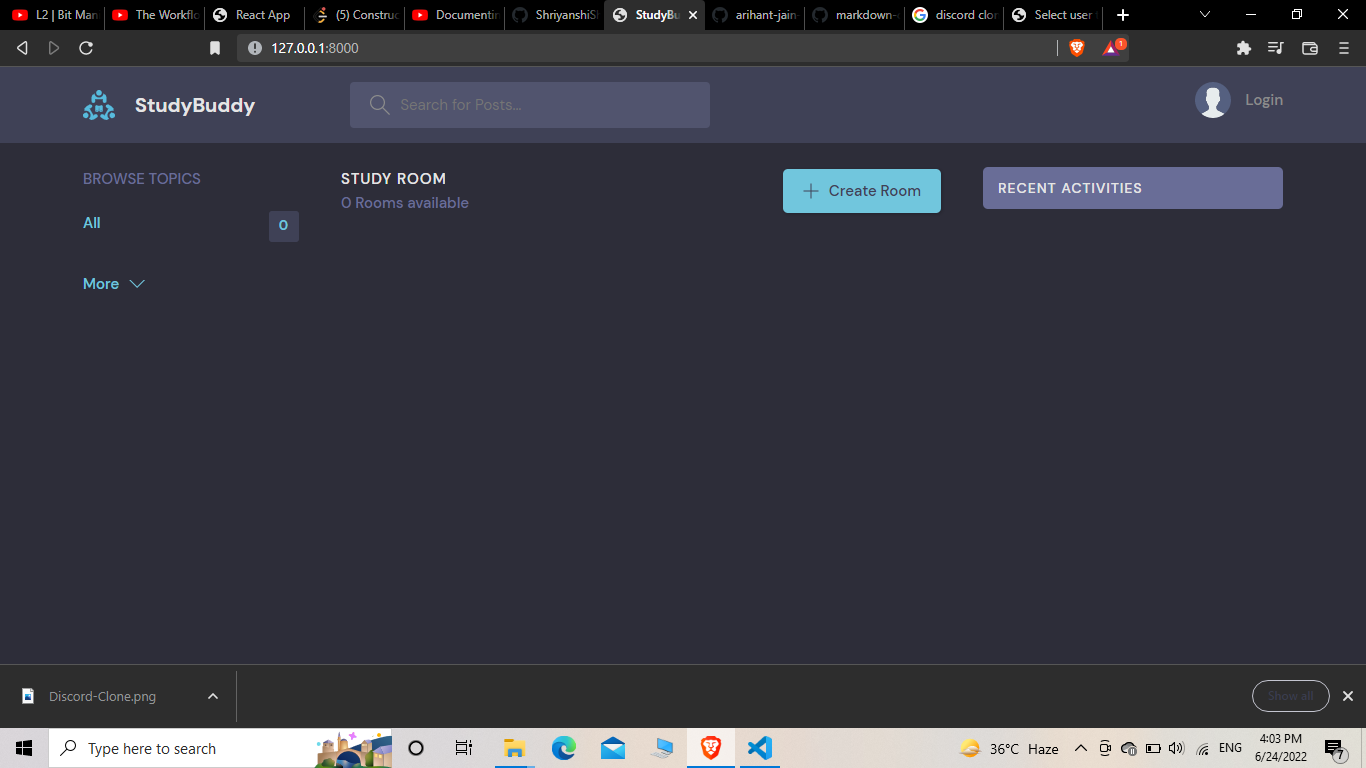 L2 | Bit Man
The Workflo
React App
(5) Construc
Documentin
ShriyanshiSh
StudyBu
arihant-jain-
markdown-
discord clon
Select user
127.0.0.1:8000
1
StudyBuddy
Search for Posts...
Login
BROWSE TOPICS
STUDY ROOM
Create Room
RECENT ACTIVITIES
0 Rooms available
All
0
More
Discord-Clone.png
Show all
Type here to search
36°C Haze
ENG
4:03 PM
6/24/2022
7